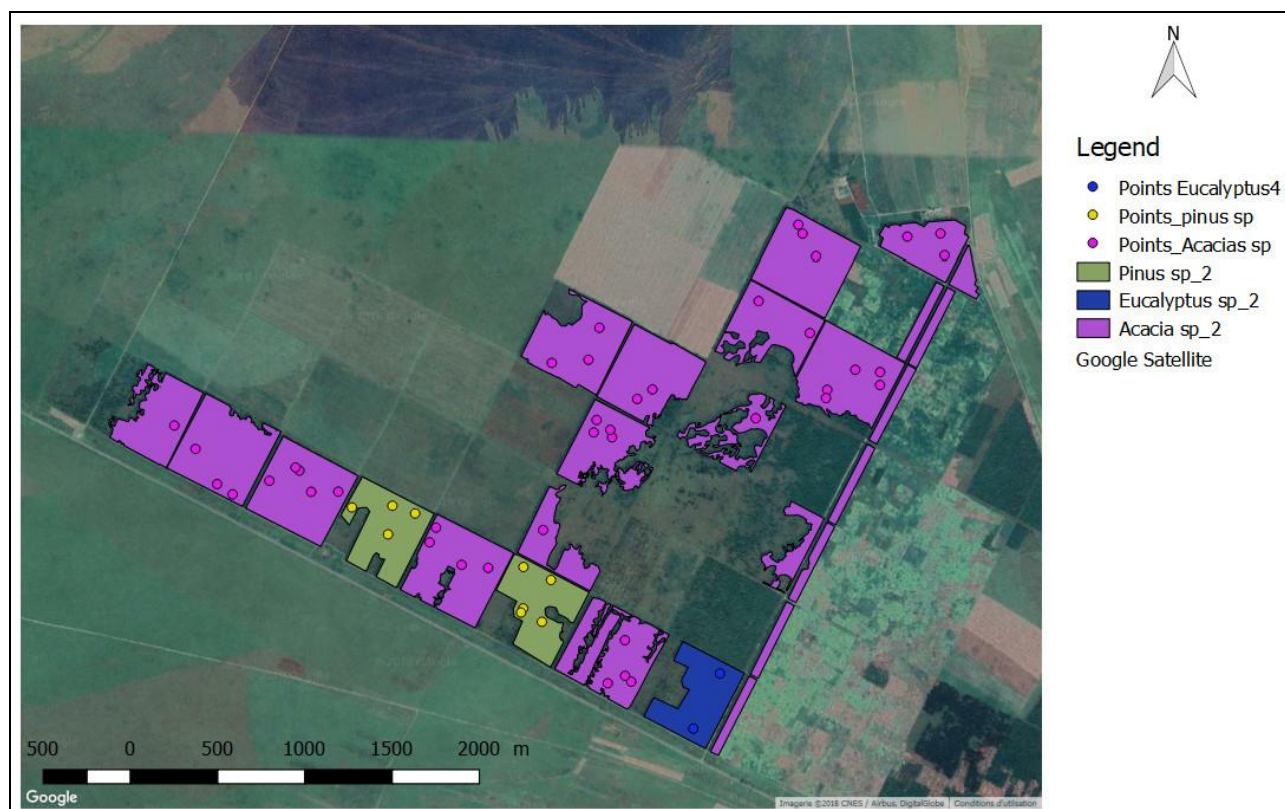 N
Legend
Points Eucalyptus4
Points_pinus sp
Points_Acacias sp
Pinus sp_2
Eucalyptus sp_2
Acacia sp_2
Google Satellite
500 0 500 1000 1500 2000 m
Google
Imagerie ©2018 CNES / Airbus, DigitalGlobe Conditions d'utilisation